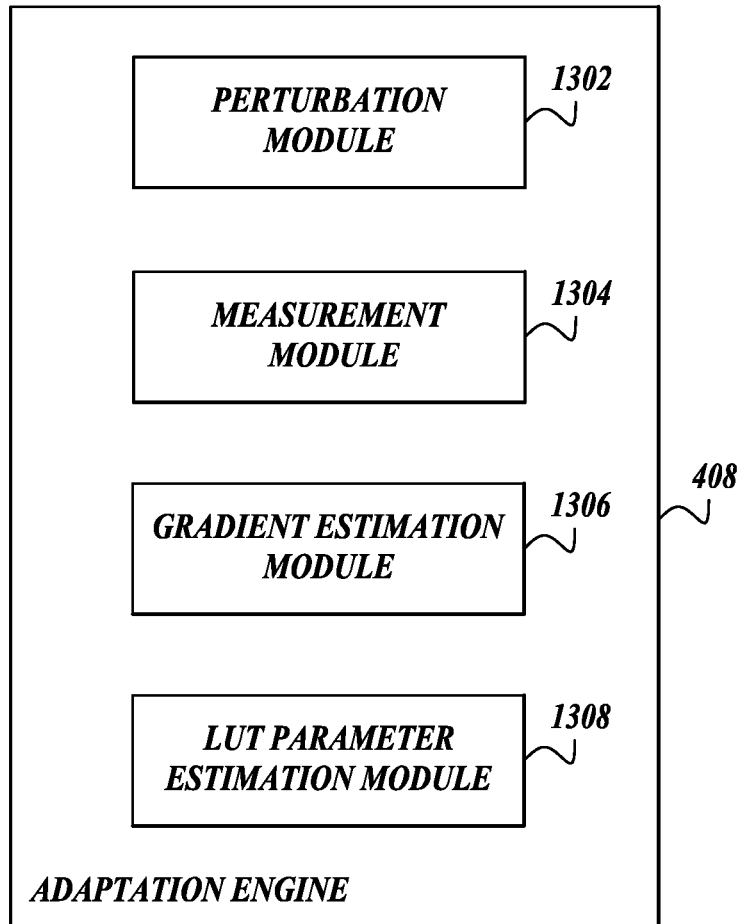 PERTURBATION
MODULE
1302
MEASUREMENT
MODULE
1304
GRADIENT ESTIMATION
MODULE
1306
408
LUT PARAMETER
ESTIMATION MODULE
1308
ADAPTATION ENGINE